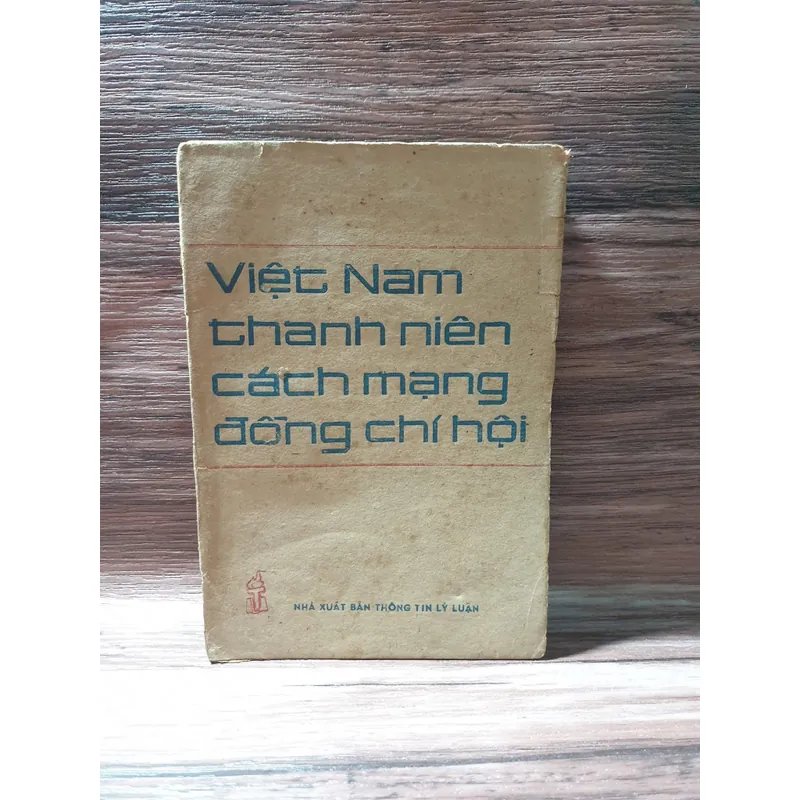 Việt Nam
thanh niên
cách mạng
đồng chí hội
NHÀ XUẤT BẢN THÔNG TIN LÝ LUẬN